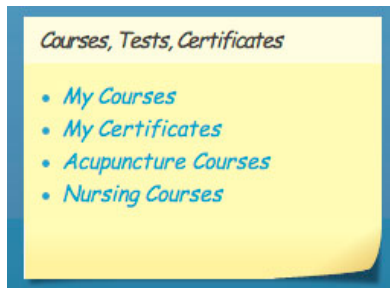 Courses, Tests, Certificates
My Courses
My Certificates
Acupuncture Courses
Nursing Courses